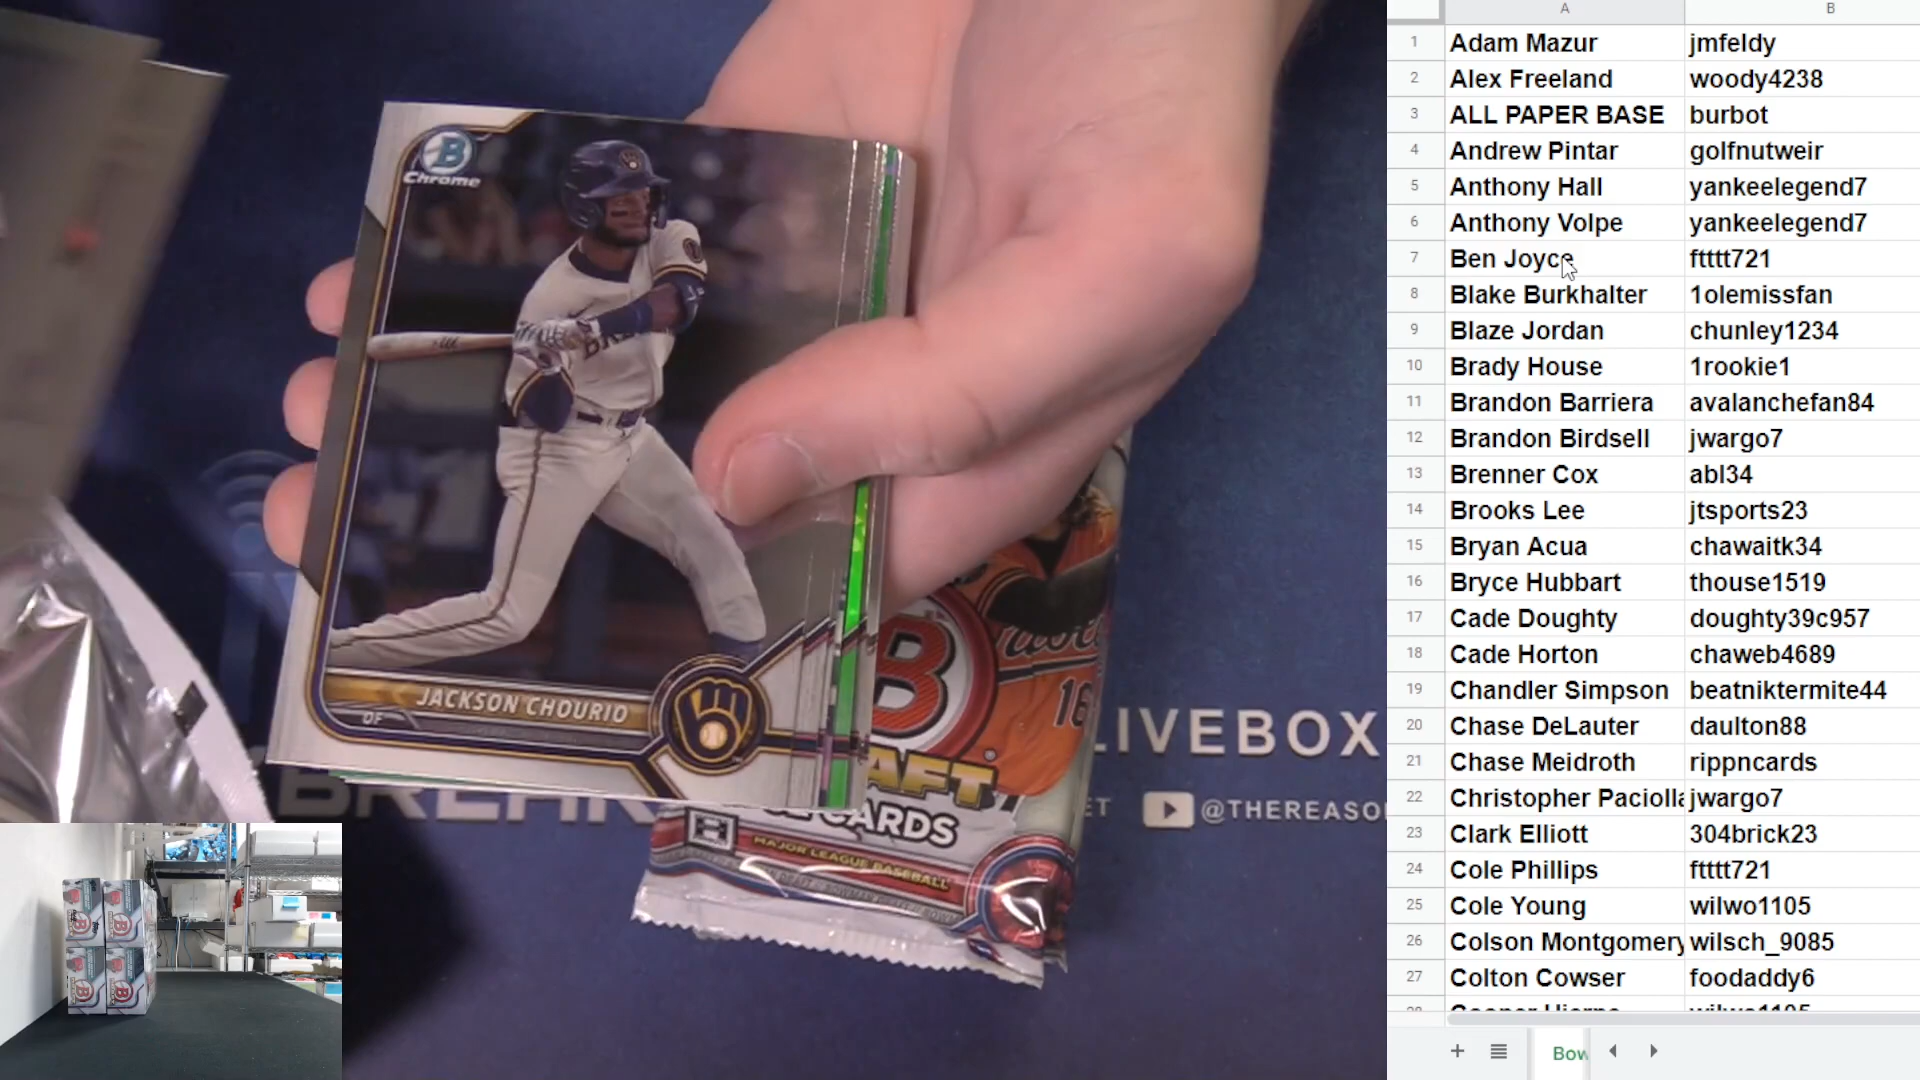 B
Chrome
JACKSON CHOURIO
OF
B
16
AFT
CARDS
MAJOR LEAGUE BASEBALL
LIVEBOX
BREAK
ET
@THEREASO
A B
1 Adam Mazur jmfeldy
2 Alex Freeland woody4238
3 ALL PAPER BASE burbot
4 Andrew Pintar golfnutweir
5 Anthony Hall yankeelegend7
6 Anthony Volpe yankeelegend7
7 Ben Joyce ftttt721
8 Blake Burkhalter 1olemissfan
9 Blaze Jordan chunley1234
10 Brady House 1rookie1
11 Brandon Barriera avalanchefan84
12 Brandon Birdsell jwargo7
13 Brenner Cox abl34
14 Brooks Lee jtsports23
15 Bryan Acua chawaitk34
16 Bryce Hubbart thouse1519
17 Cade Doughty doughty39c957
18 Cade Horton chaweb4689
19 Chandler Simpson beatniktermite44
20 Chase DeLauter daulton88
21 Chase Meidroth rippncards
22 Christopher Paciolla jwargo7
23 Clark Elliott 304brick23
24 Cole Phillips ftttt721
25 Cole Young wilwo1105
26 Colson Montgomery wilsch_9085
27 Colton Cowser foodaddy6
Bow